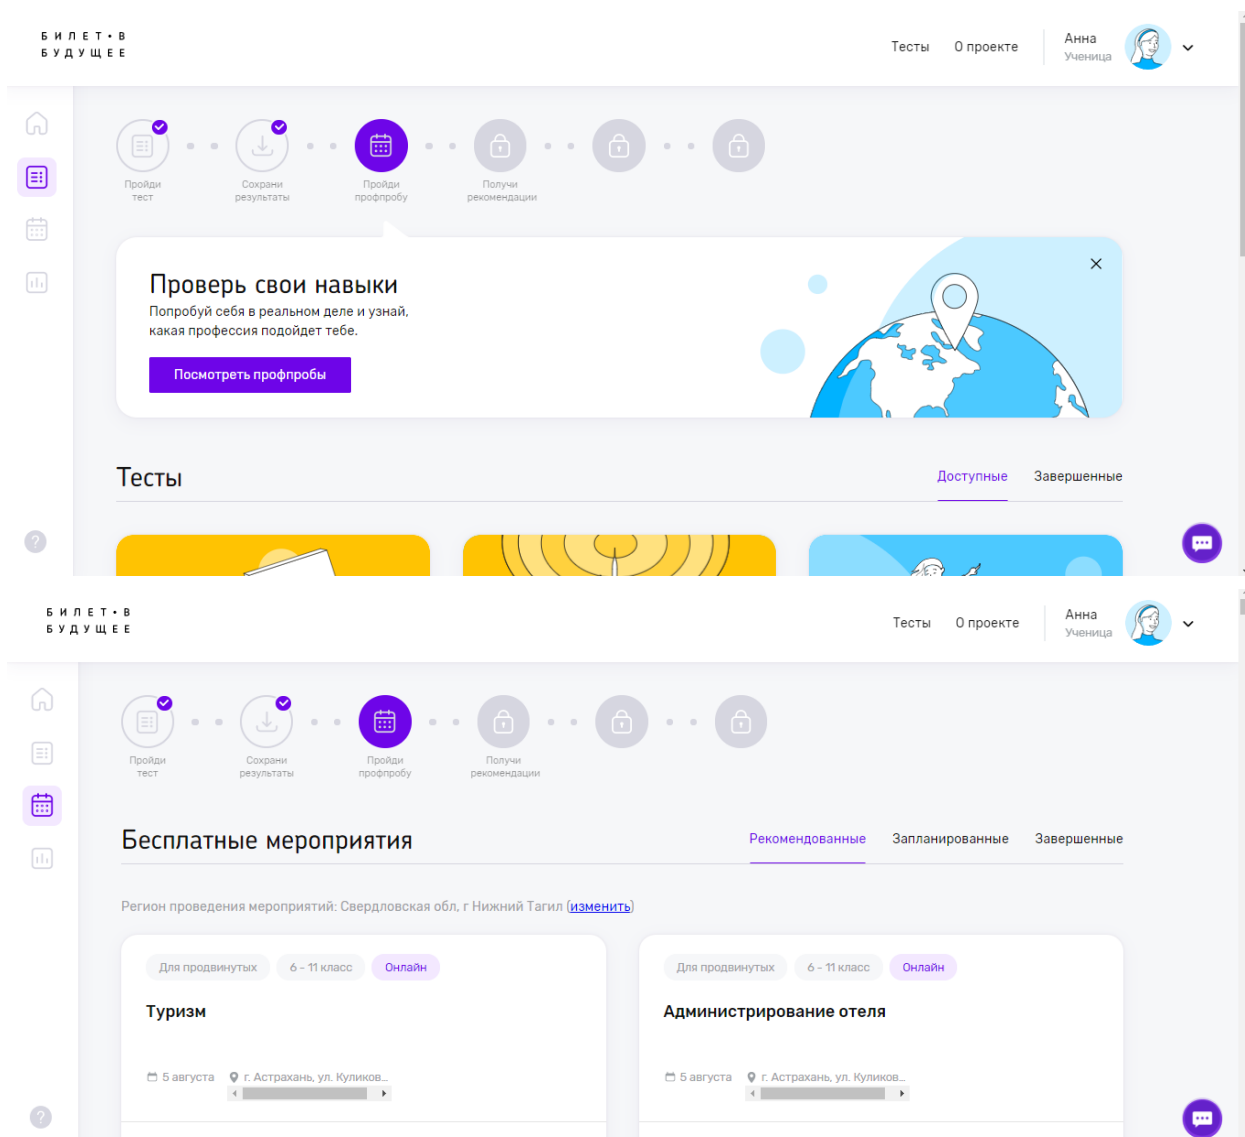 БИЛЕТ•В
БУДУЩЕЕ
Тесты О проекте Анна
Ученица
Пройди
тест
Сохрани
результаты
Пройди
профпробу
Получи
рекомендации
Проверь свои навыки
Попробуй себя в реальном деле и узнай,
какая профессия подойдет тебе.
Посмотреть профпробы
Тесты
Доступные Завершенные
?
БИЛЕТ•В
БУДУЩЕЕ
Тесты О проекте Анна
Ученица
Пройди
тест
Сохрани
результаты
Пройди
профпробу
Получи
рекомендации
Бесплатные мероприятия
Рекомендованные Запланированные Завершенные
Регион проведения мероприятий: Свердловская обл, г Нижний Тагил (изменить)
Для продвинутых 6 - 11 класс Онлайн
Туризм
5 августа г. Астрахань, ул. Куликов...
Для продвинутых 6 - 11 класс Онлайн
Администрирование отеля
5 августа г. Астрахань, ул. Куликов...
?